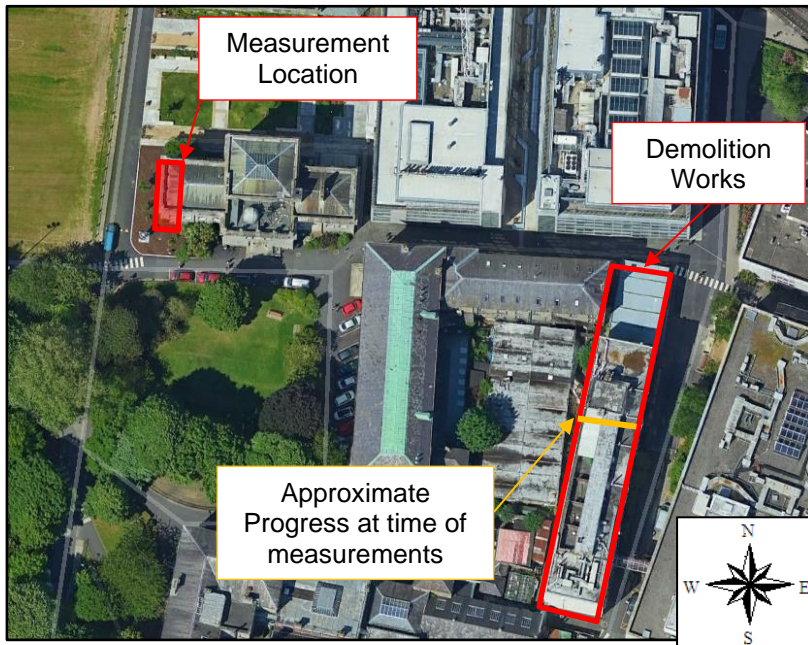 Measurement
Location
Demolition
Works
Approximate
Progress at time of
measurements
N
W
E
S